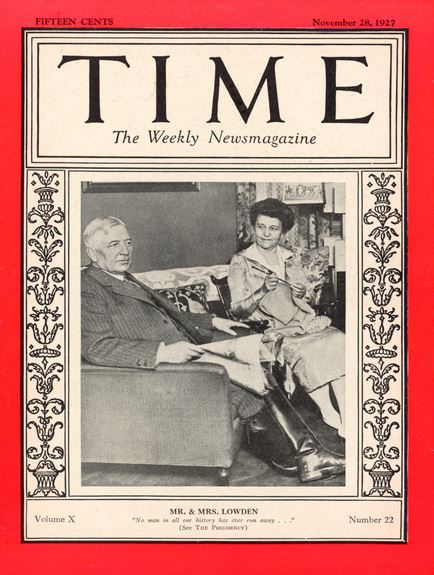 FIFTEEN CENTS November 28, 1927
TIME
The Weekly Newsmagazine
MR. & MRS. LOWDEN
Volume X "No man in all our history has ever run away . . ." Number 22
(See THE PRESIDENCY)